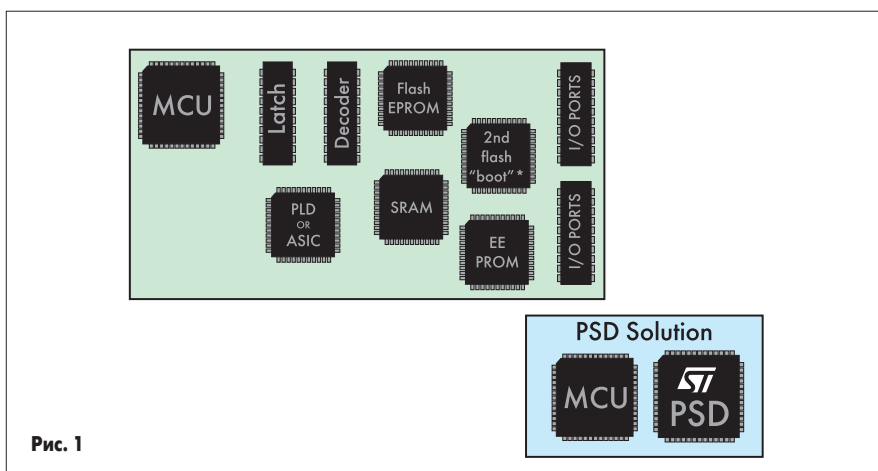 MCU
Latch
Decoder
Flash
EPROM
2nd
flash
“boot”*
I/O PORTS
PLD
OR
ASIC
SRAM
EE
PROM
I/O PORTS
PSD Solution
MCU
ST
PSD
Рис. 1